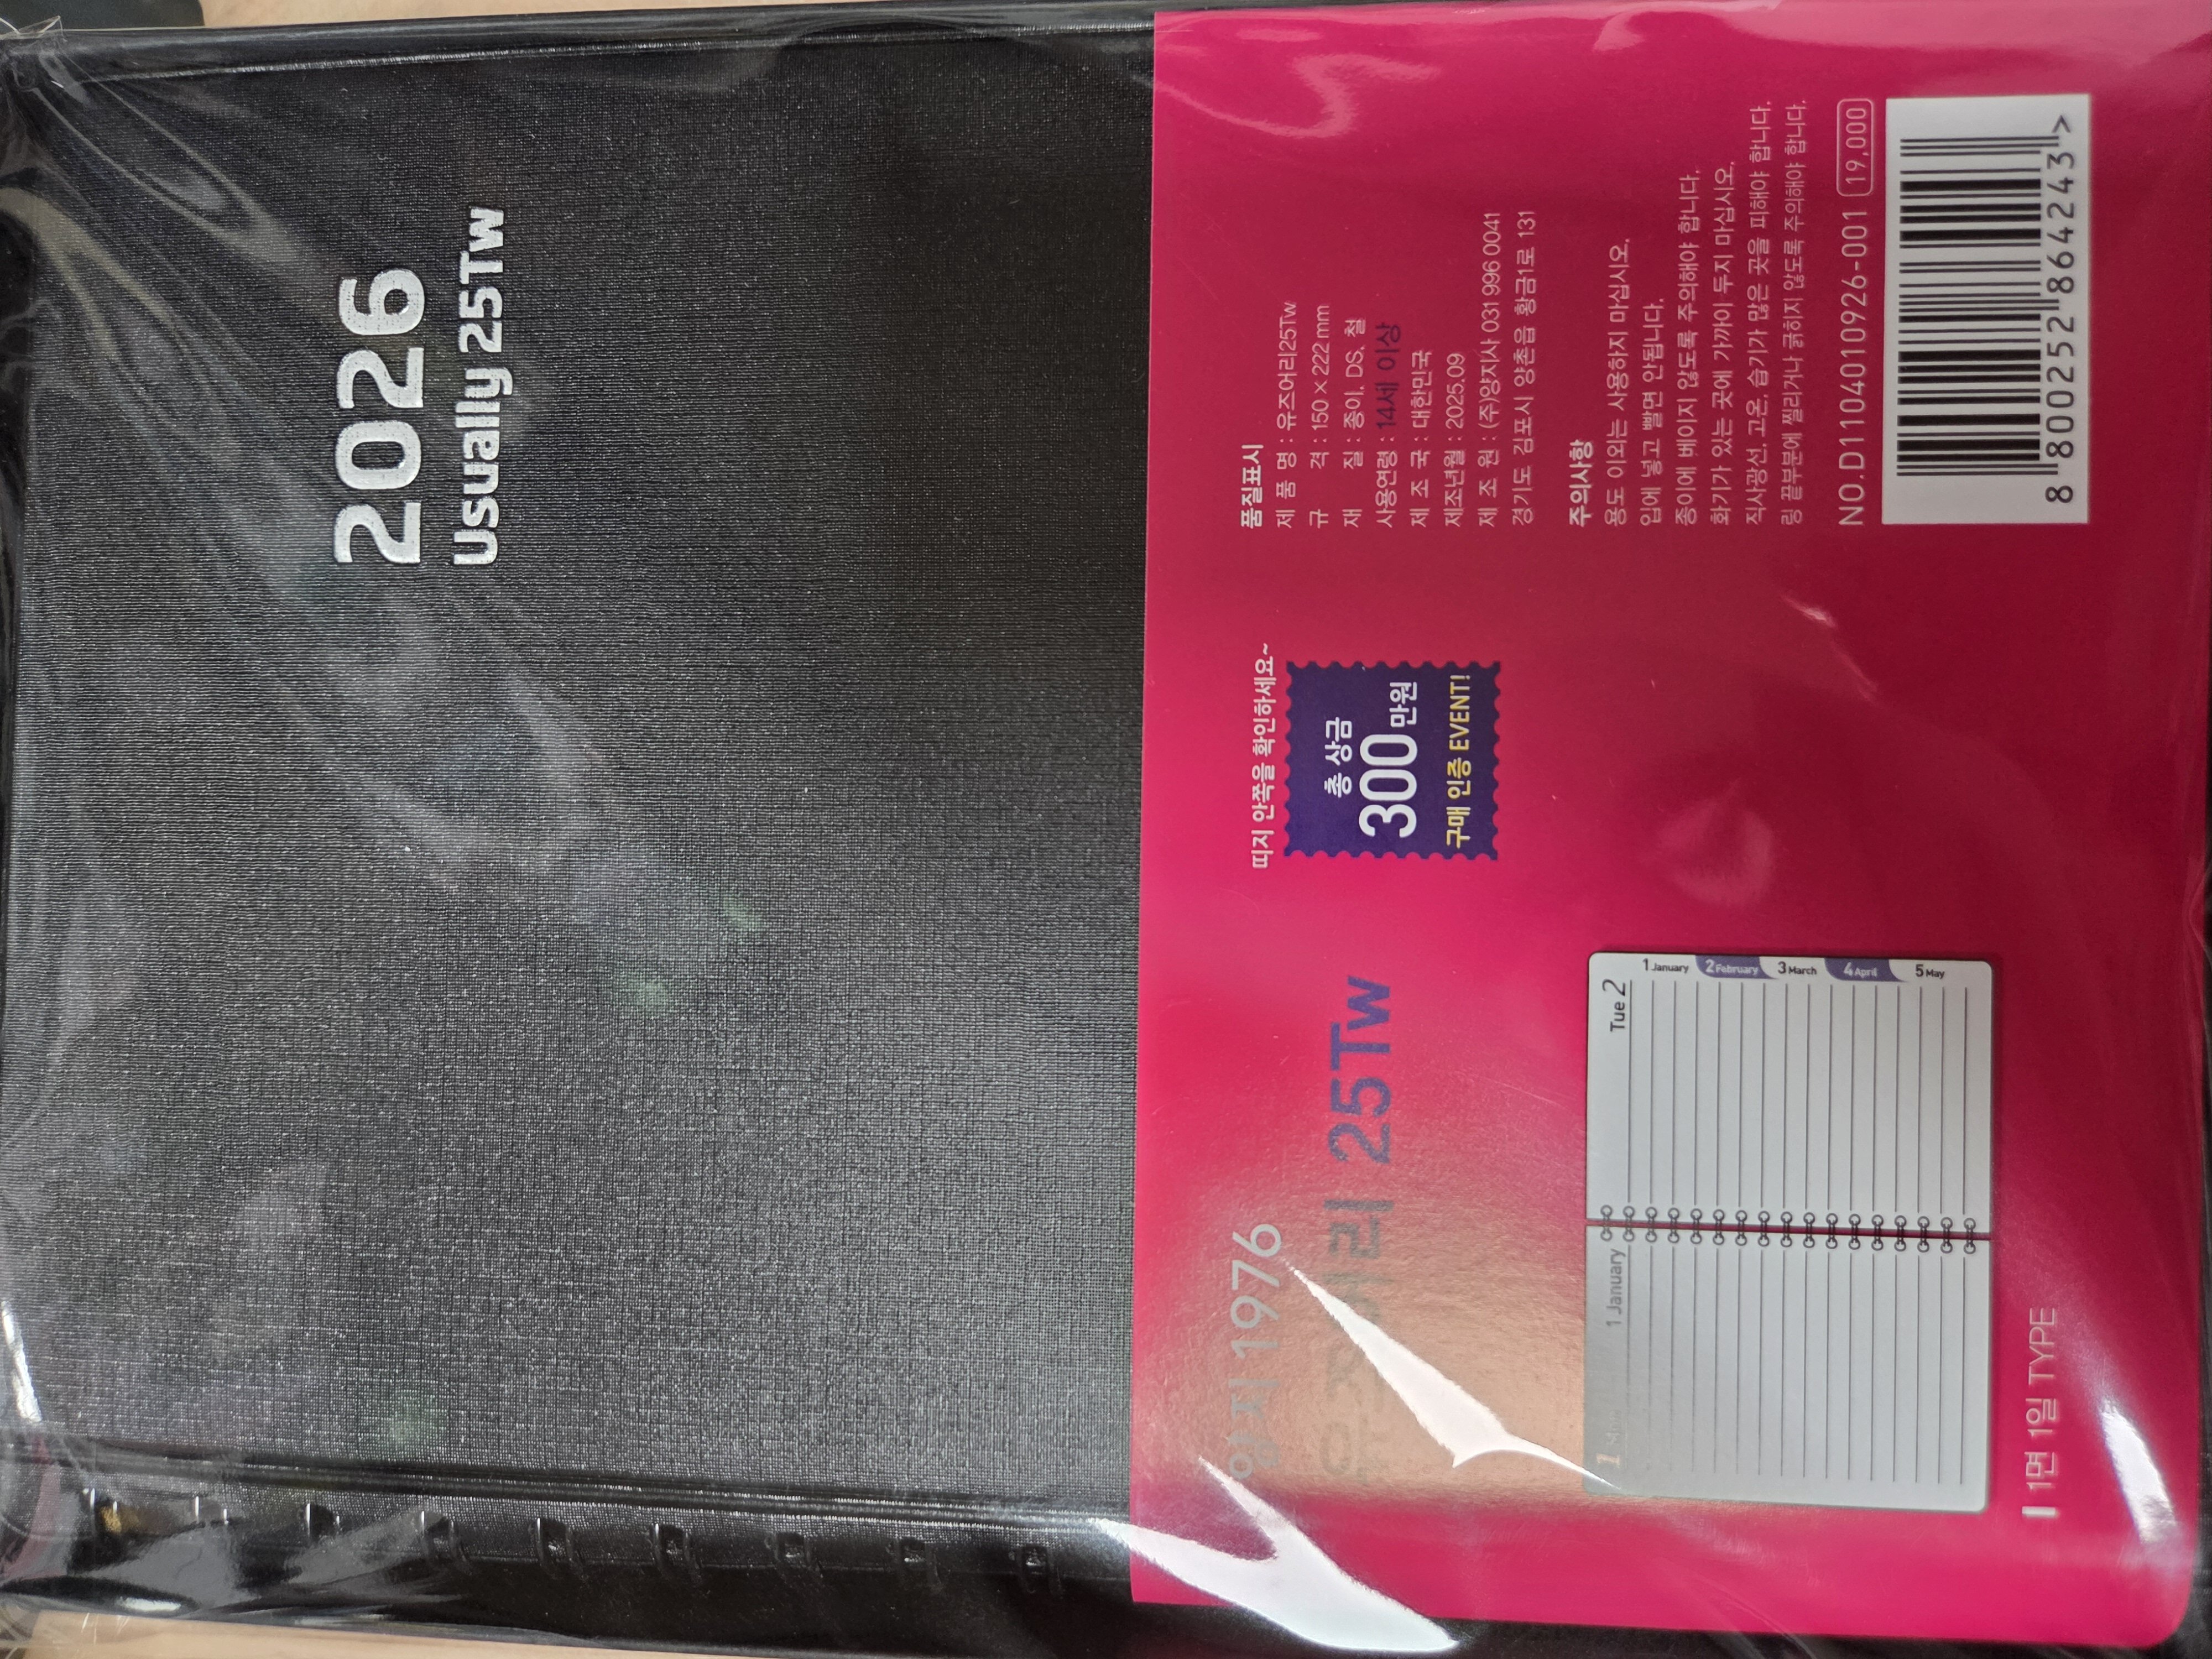 2026
Usually 25Tw
양지 1976
유즈어리 25Tw
띠지 안쪽을 확인하세요~
총 상금
300만원
구매 인증 EVENT!
품질표시
제 품 명 : 유즈어리25Tw
규 격 : 150×222 mm
재 질 : 종이, DS, 철
사용연령 : 14세 이상
제 조 국 : 대한민국
제조년월 : 2025.09
제 조 원 : (주)양지사 031 996 0041
경기도 김포시 양촌읍 황금1로 131
주의사항
용도 이외는 사용하지 마십시오.
입에 넣고 빨면 안됩니다.
종이에 베이지 않도록 주의해야 합니다.
화기가 있는 곳에 가까이 두지 마십시오.
직사광선, 고온, 습기가 많은 곳을 피해야 합니다.
링 끝부분에 찔리거나 긁히지 않도록 주의해야 합니다.
NO.D1104010926-001 19,000
8 800252 864243 >
1 1 January
Tue 2
1 January
2 February
3 March
4 April
5 May
1면 1일 TYPE